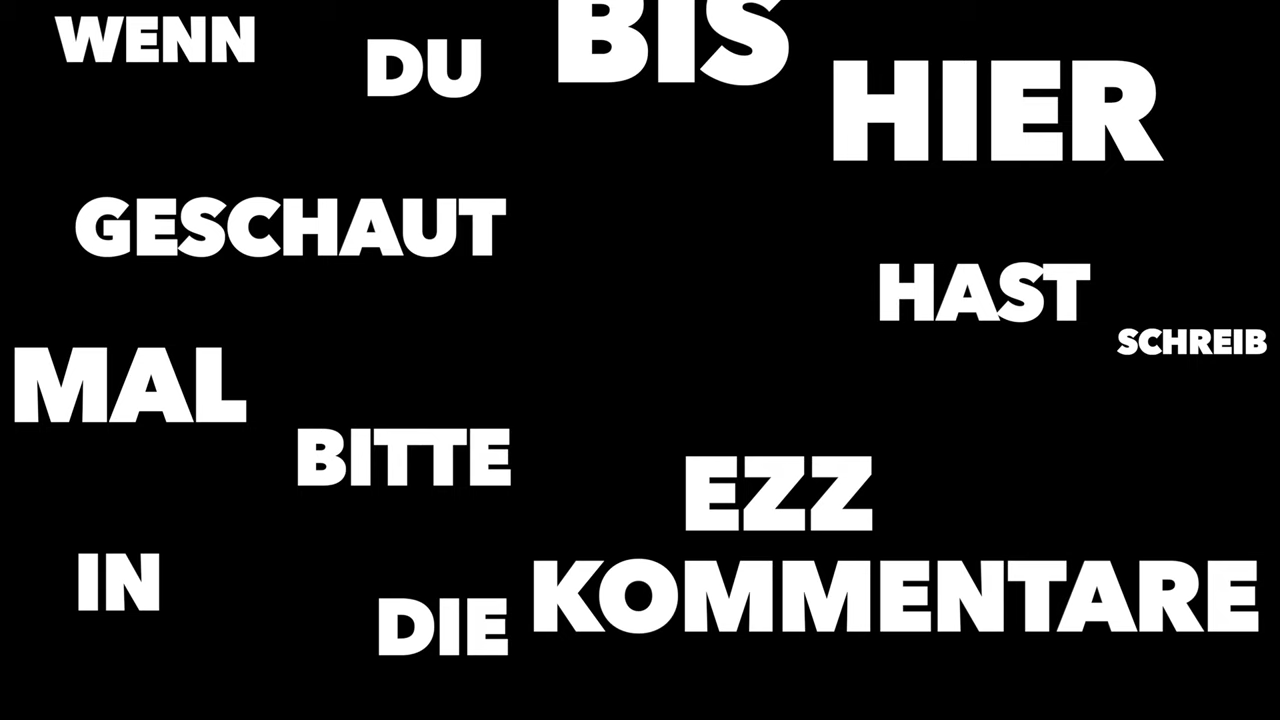 WENN DU BIS HIER
GESCHAUT HAST SCHREIB
MAL BITTE EZZ
IN DIE KOMMENTARE